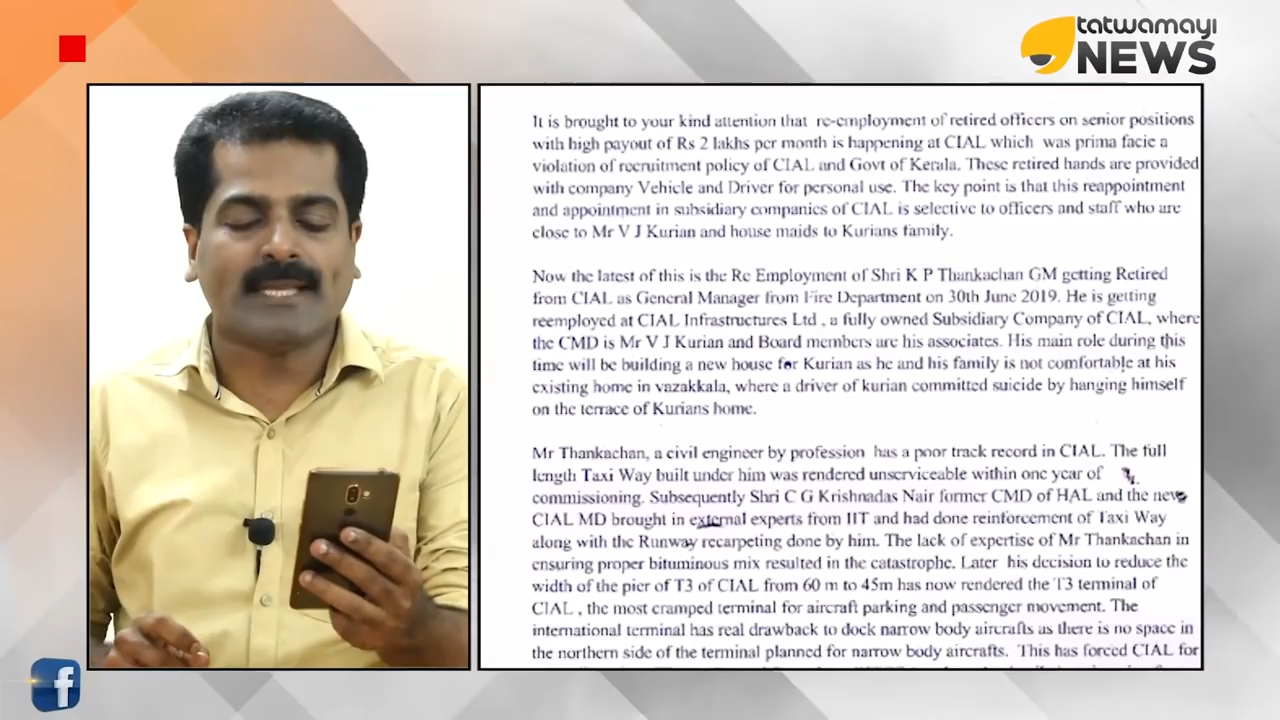 tatwamayi
NEWS
It is brought to your kind attention that re-employment of retired officers on senior positions
with high payout of Rs 2 lakhs per month is happening at CIAL which was prima facie a
violation of recruitment policy of CIAL and Govt of Kerala. These retired hands are provided
with company Vehicle and Driver for personal use. The key point is that this reappointment
and appointment in subsidiary companies of CIAL is selective to officers and staff who are
close to Mr V J Kurian and house maids to Kurians family.
Now the latest of this is the Re Employment of Shri K P Thankachan GM getting Retired
from CIAL as General Manager from Fire Department on 30th June 2019. He is getting
reemployed at CIAL Infrastructures Ltd , a fully owned Subsidiary Company of CIAL, where
the CMD is Mr V J Kurian and Board members are his associates. His main role during this
time will be building a new house for Kurian as he and his family is not comfortable at his
existing home in vazakkala, where a driver of kurian committed suicide by hanging himself
on the terrace of Kurians home.
Mr Thankachan, a civil engineer by profession has a poor track record in CIAL. The full
length Taxi Way built under him was rendered unserviceable within one year of
commissioning. Subsequently Shri C G Krishnadas Nair former CMD of HAL and the new
CIAL MD brought in external experts from IIT and had done reinforcement of Taxi Way
along with the Runway recarpeting done by him. The lack of expertise of Mr Thankachan in
ensuring proper bituminous mix resulted in the catastrophe. Later his decision to reduce the
width of the pier of T3 of CIAL from 60 m to 45m has now rendered the T3 terminal of
CIAL , the most cramped terminal for aircraft parking and passenger movement. The
international terminal has real drawback to dock narrow body aircrafts as there is no space in
the northern side of the terminal planned for narrow body aircrafts. This has forced CIAL for
f